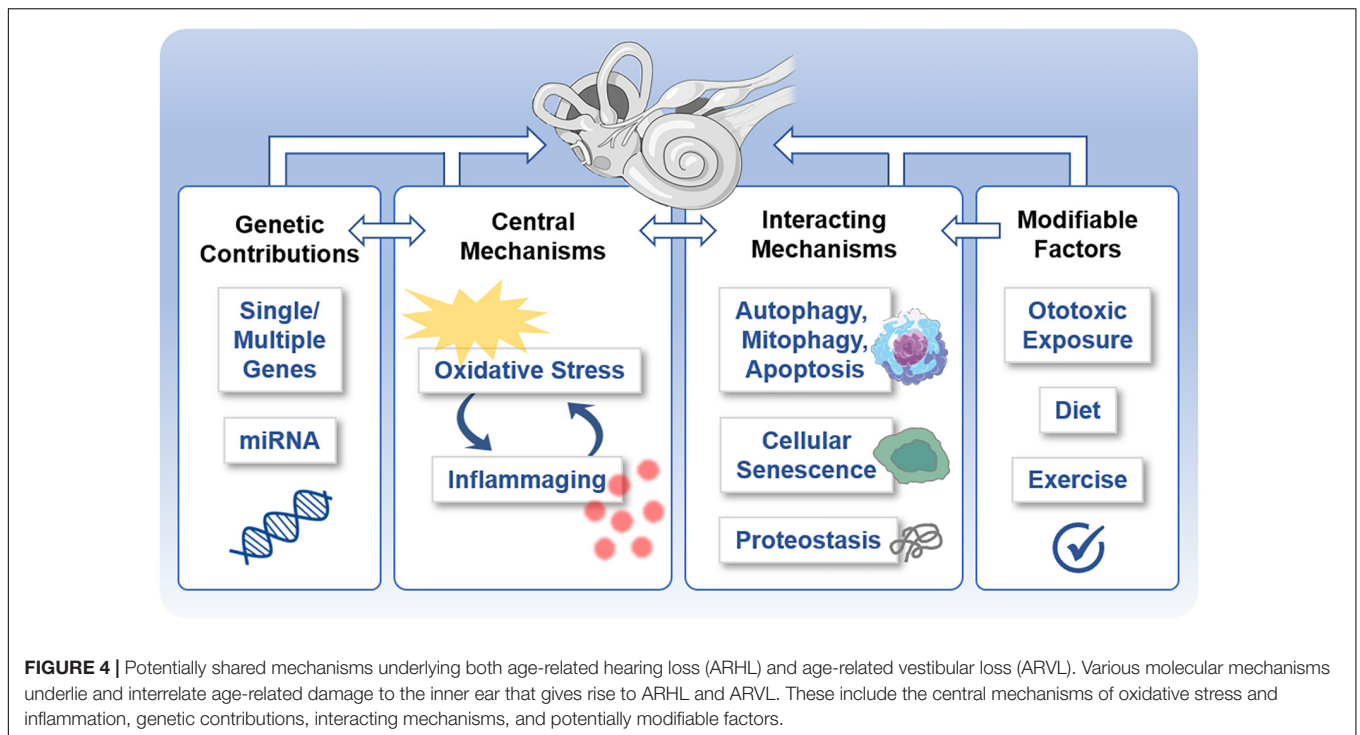 Genetic
Contributions
Single/
Multiple
Genes
miRNA
Central
Mechanisms
Oxidative Stress
Inflammaging
Interacting
Mechanisms
Autophagy,
Mitophagy,
Apoptosis
Cellular
Senescence
Proteostasis
Modifiable
Factors
Ototoxic
Exposure
Diet
Exercise
FIGURE 4 | Potentially shared mechanisms underlying both age-related hearing loss (ARHL) and age-related vestibular loss (ARVL). Various molecular mechanisms
underlie and interrelate age-related damage to the inner ear that gives rise to ARHL and ARVL. These include the central mechanisms of oxidative stress and
inflammation, genetic contributions, interacting mechanisms, and potentially modifiable factors.